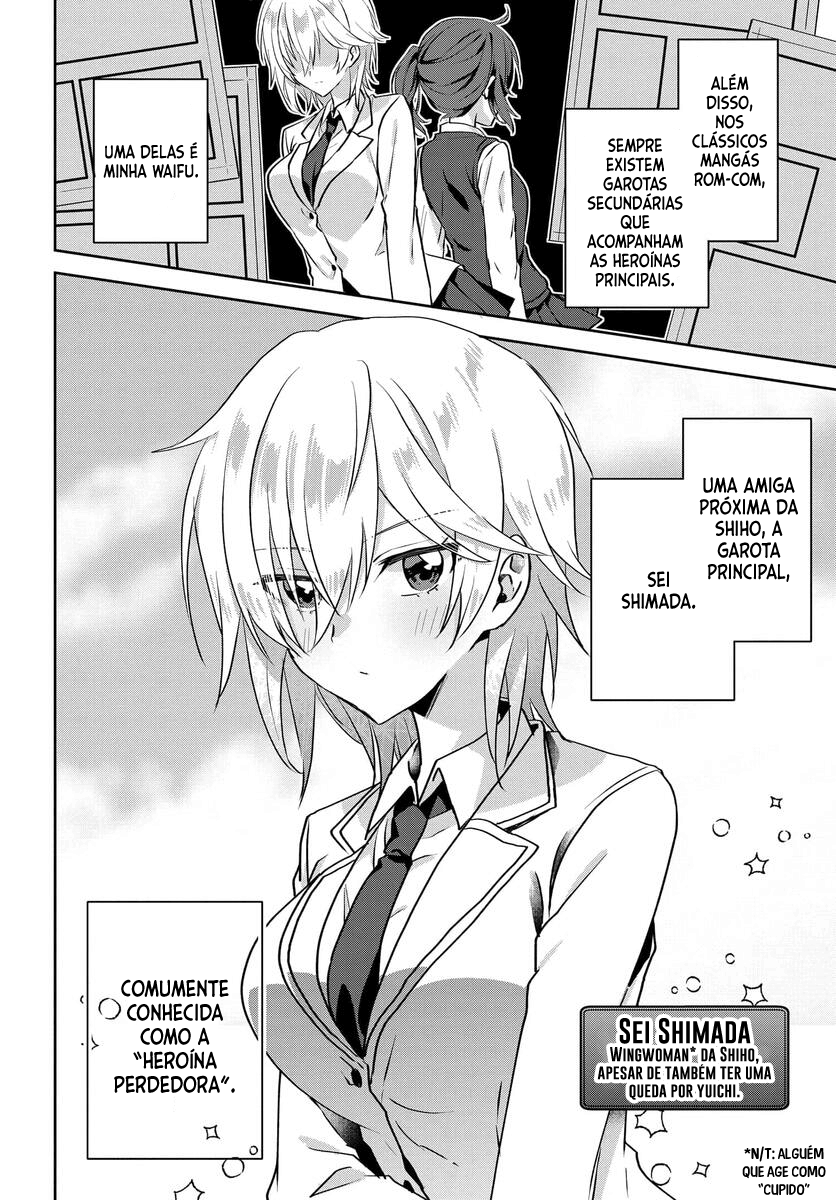 ALÉM
DISSO,
NOS
CLÁSSICOS
MANGÁS
ROM-COM,
SEMPRE
EXISTEM
GAROTAS
SECUNDÁRIAS
QUE
ACOMPANHAM
AS HEROÍNAS
PRINCIPAIS.
UMA DELAS É
MINHA WAIFU.
UMA AMIGA
PRÓXIMA DA
SHIHO, A
GAROTA
PRINCIPAL,
SEI
SHIMADA.
COMUMENTE
CONHECIDA
COMO A
“HEROÍNA
PERDEDORA”.
SEI SHIMADA
WINGWOMAN* DA SHIHO,
APESAR DE TAMBÉM TER UMA
QUEDA POR YUICHI.
*N/T: ALGUÉM
QUE AGE COMO
“CUPIDO”